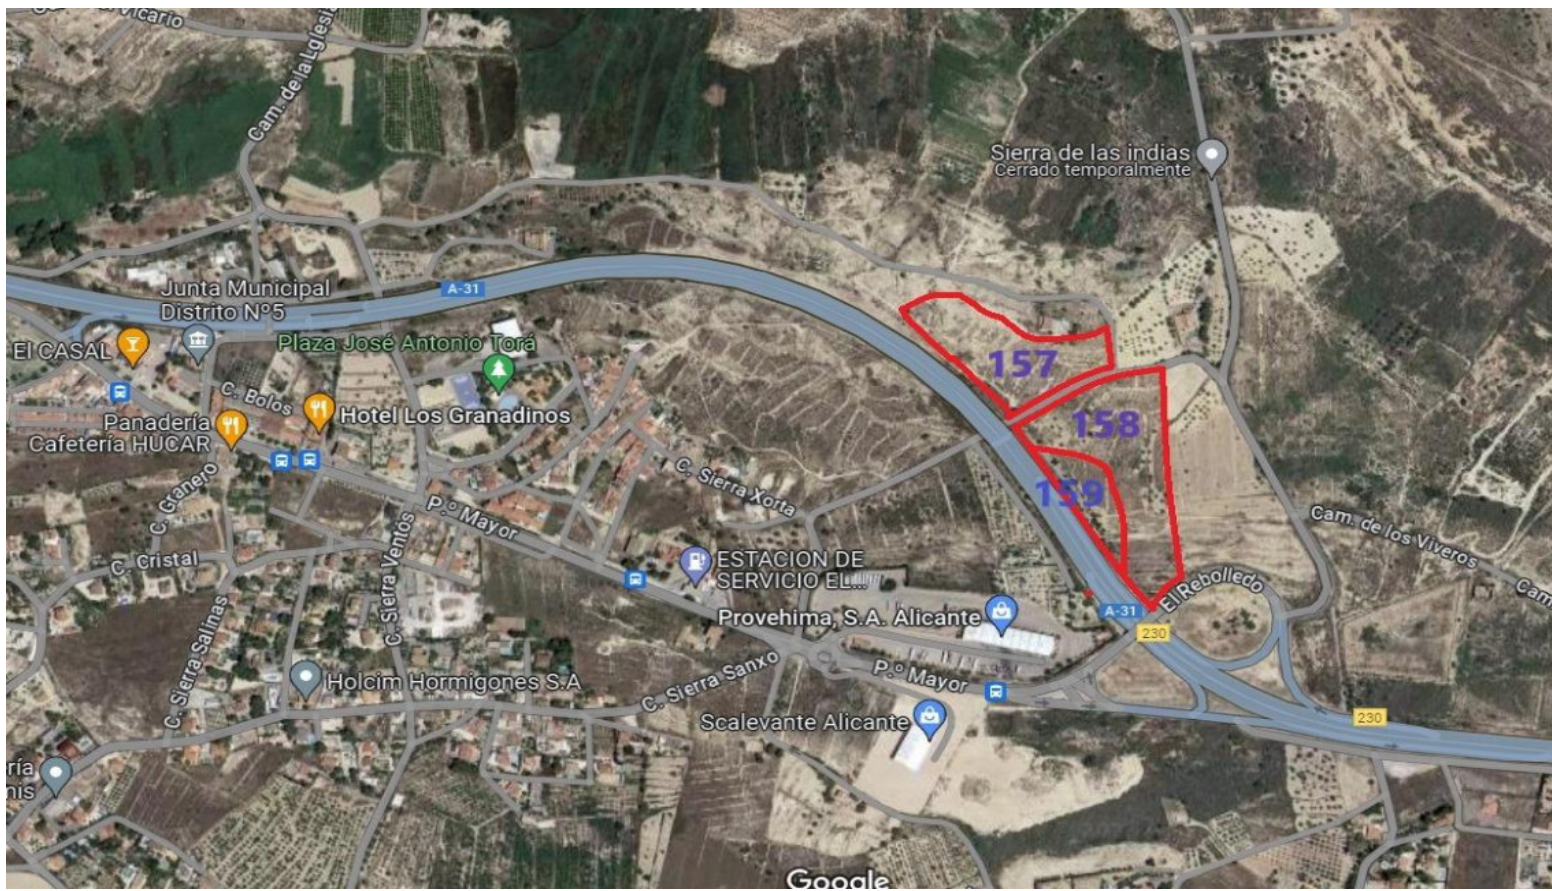 Vicario
Cam. de la Lglesia
Sierra de las indias
Cerrado temporalmente
A-31
Junta Municipal
Distrito Nº5
El CASAL
Plaza José Antonio Torá
C. Bolos
Hotel Los Granadinos
Panadería
Cafetería HUCAR
157
158
159
C. Granero
C. Sierra Xorta
P.º Mayor
Cam. de los Viveros
Cam.
C. Cristal
C. Sierra Ventós
ESTACION DE
SERVICIO EL...
El Rebolledo
A-31
Provehima, S.A. Alicante
230
C. Sierra Salinas
Holcim Hormigones S.A
C. Sierra Sanxo
P.º Mayor
Scalevante Alicante
230
ría
nis
Google